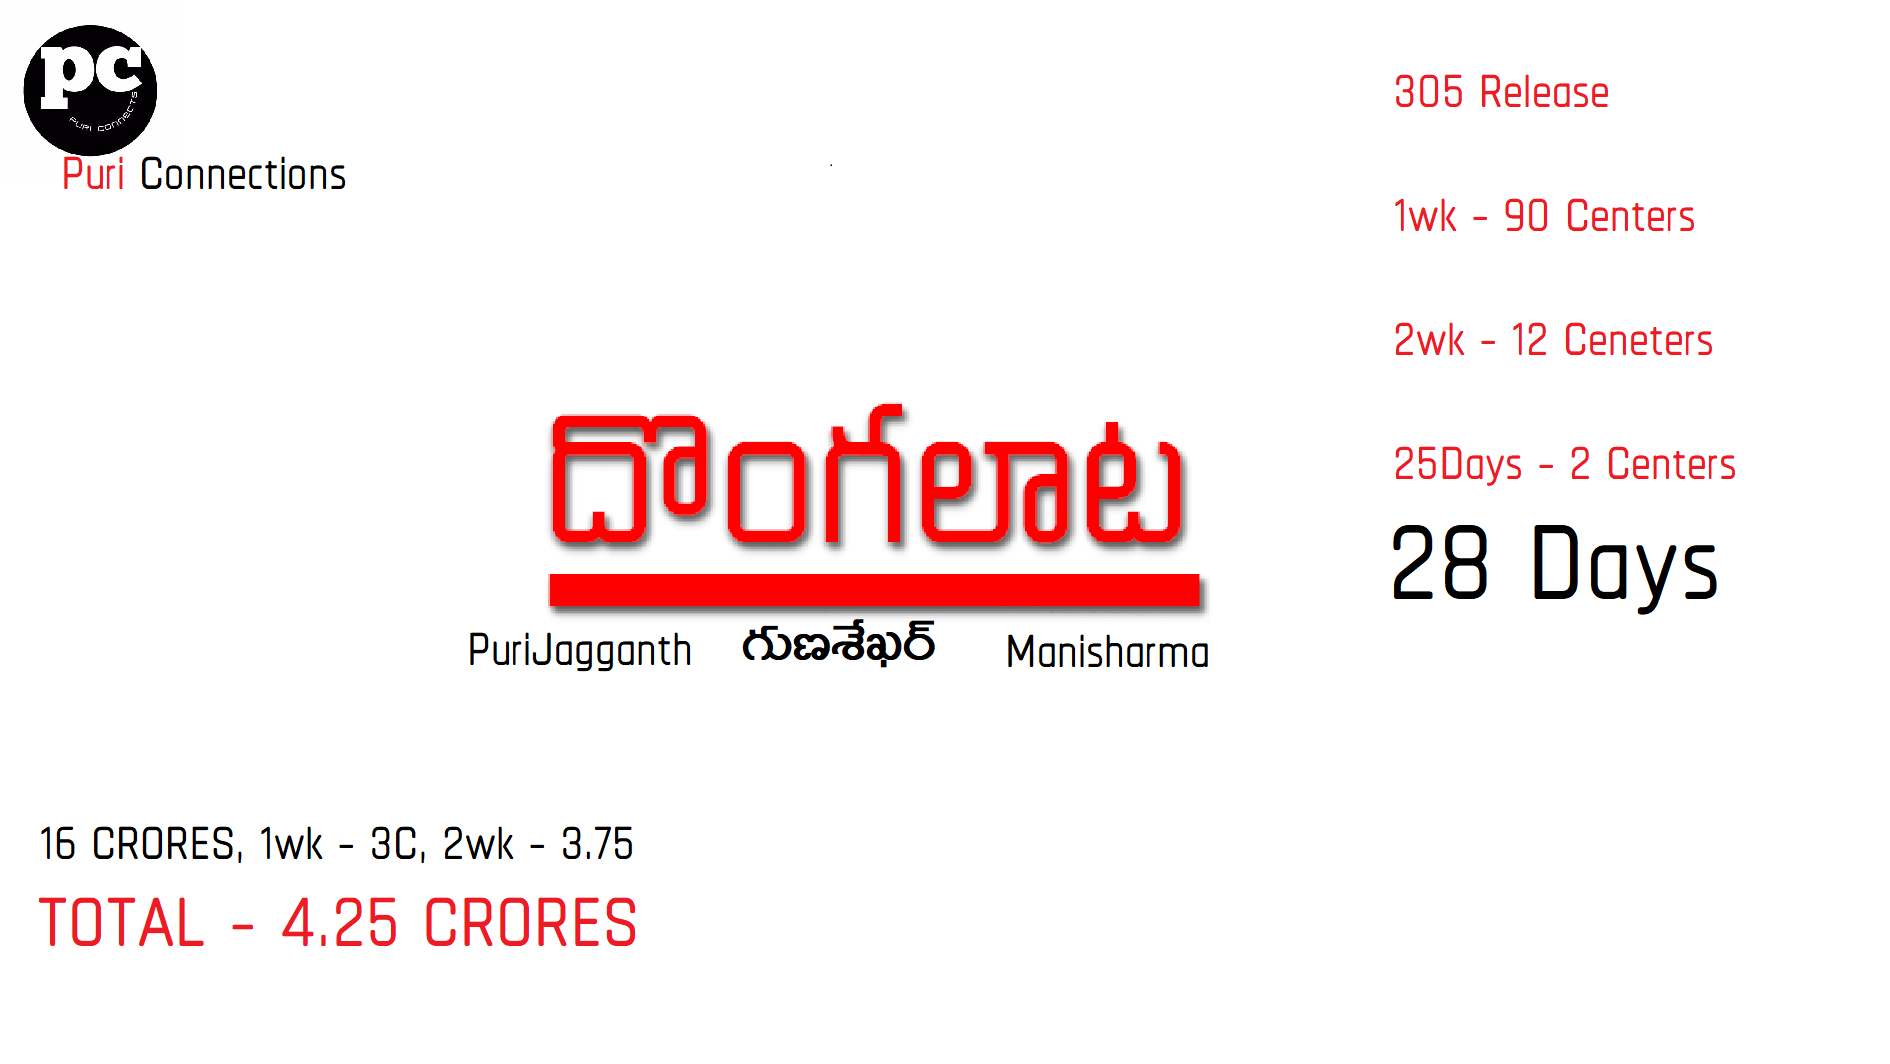 pc
PURI CONNECTS
Puri Connections
305 Release
1wk - 90 Centers
2wk - 12 Ceneters
25Days - 2 Centers
28 Days
దొంగలాట
PuriJagganth గుణశేఖర్ Manisharma
16 CRORES, 1wk - 3C, 2wk - 3.75
TOTAL - 4.25 CRORES